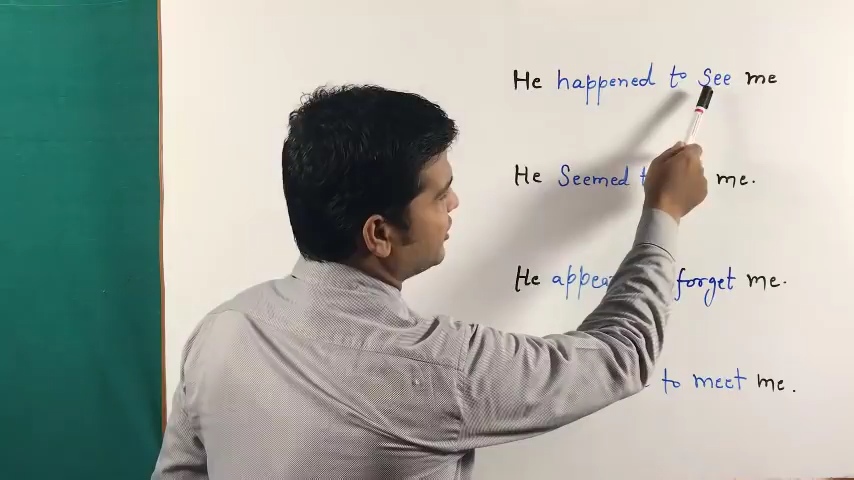 He happened to See me
He Seemed me.
He forget me.
to meet me.